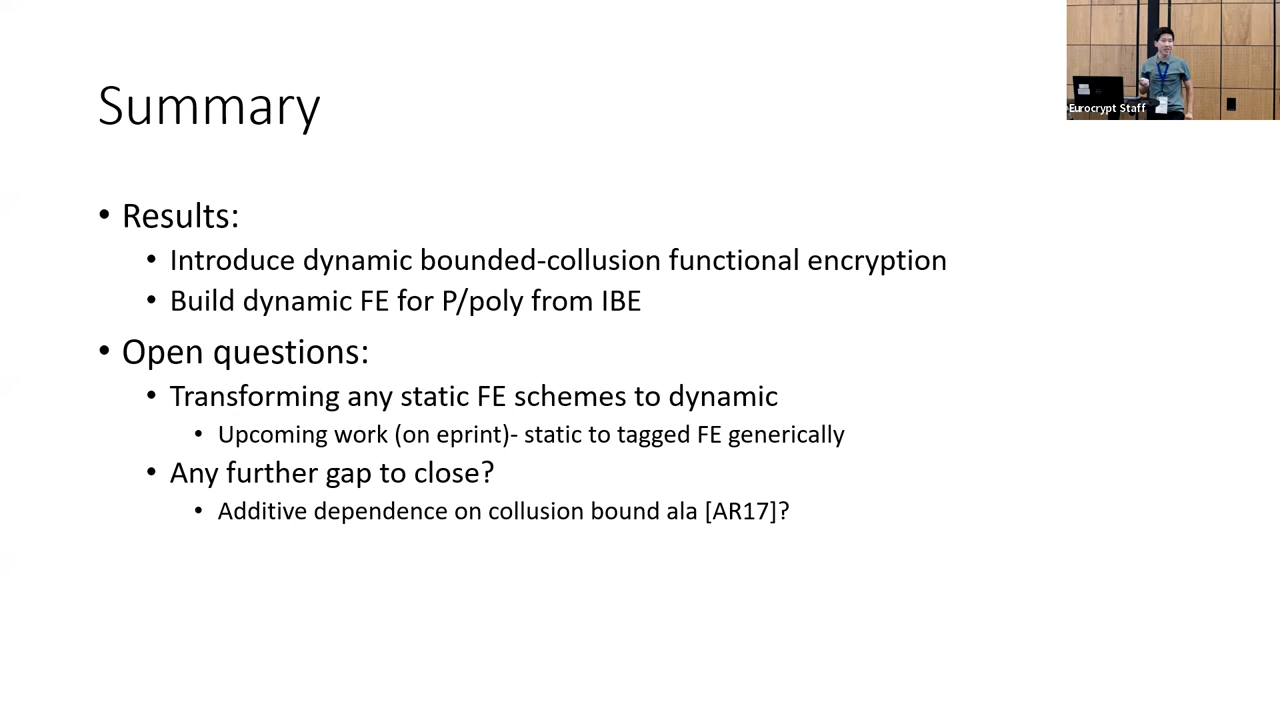 Summary
Eurocrypt Staff
• Results:
• Introduce dynamic bounded-collusion functional encryption
• Build dynamic FE for P/poly from IBE
• Open questions:
• Transforming any static FE schemes to dynamic
• Upcoming work (on eprint)- static to tagged FE generically
• Any further gap to close?
• Additive dependence on collusion bound ala [AR17]?